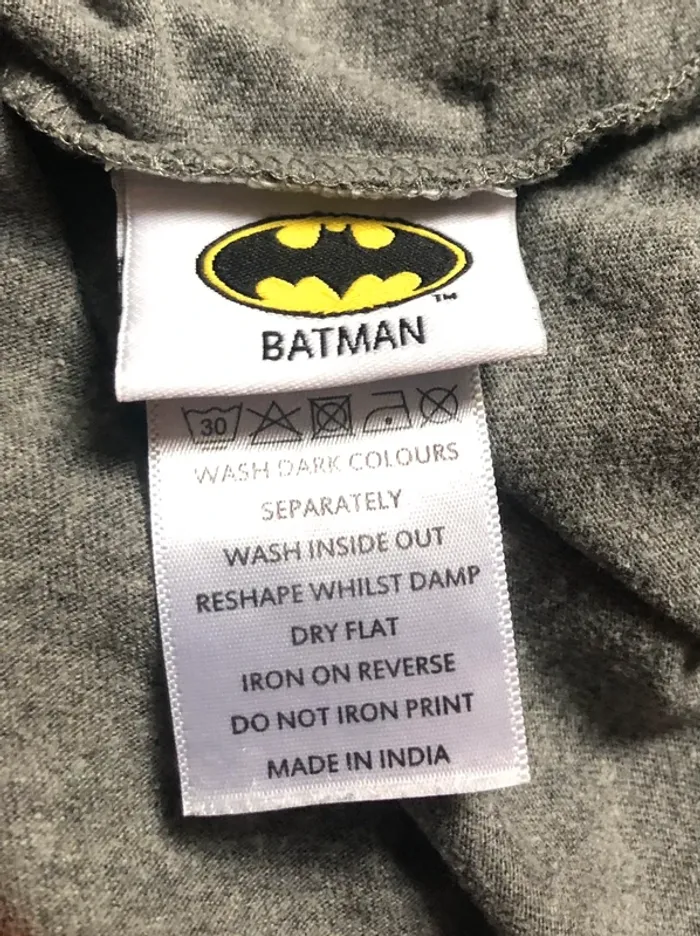 ™
BATMAN
30
WASH DARK COLOURS
SEPARATELY
WASH INSIDE OUT
RESHAPE WHILST DAMP
DRY FLAT
IRON ON REVERSE
DO NOT IRON PRINT
MADE IN INDIA